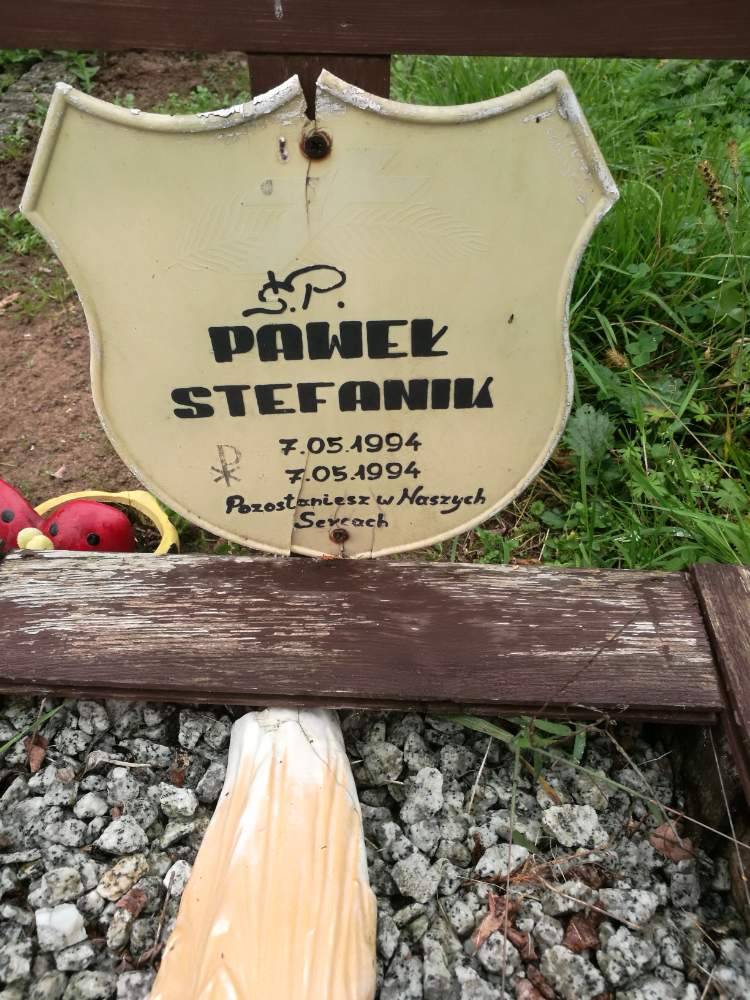 Ś.P.
PAWEŁ
STEFANIK
7.05.1994
7.05.1994
Pozostaniesz w Naszych
Sercach